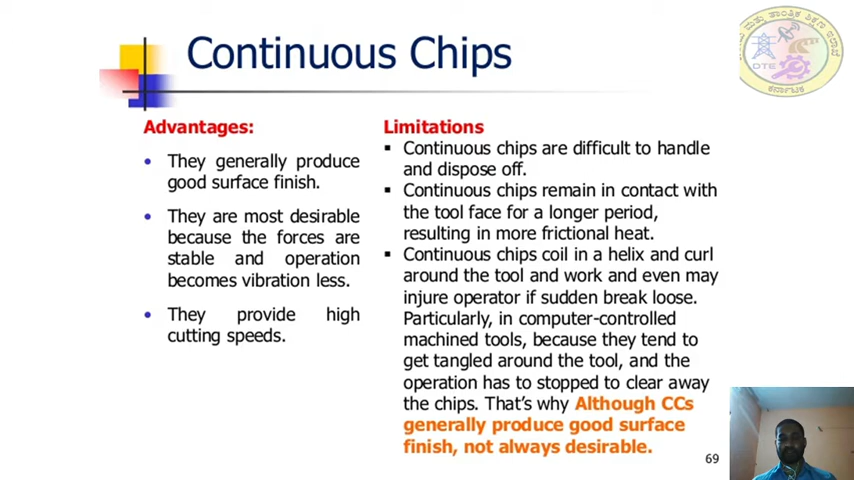 Continuous Chips
DTE
ಕರ್ನಾಟಕ
Advantages:
• They generally produce
good surface finish.
• They are most desirable
because the forces are
stable and operation
becomes vibration less.
• They provide high
cutting speeds.
Limitations
▪ Continuous chips are difficult to handle
and dispose off.
▪ Continuous chips remain in contact with
the tool face for a longer period,
resulting in more frictional heat.
▪ Continuous chips coil in a helix and curl
around the tool and work and even may
injure operator if sudden break loose.
Particularly, in computer-controlled
machined tools, because they tend to
get tangled around the tool, and the
operation has to stopped to clear away
the chips. That's why Although CCs
generally produce good surface
finish, not always desirable.
69